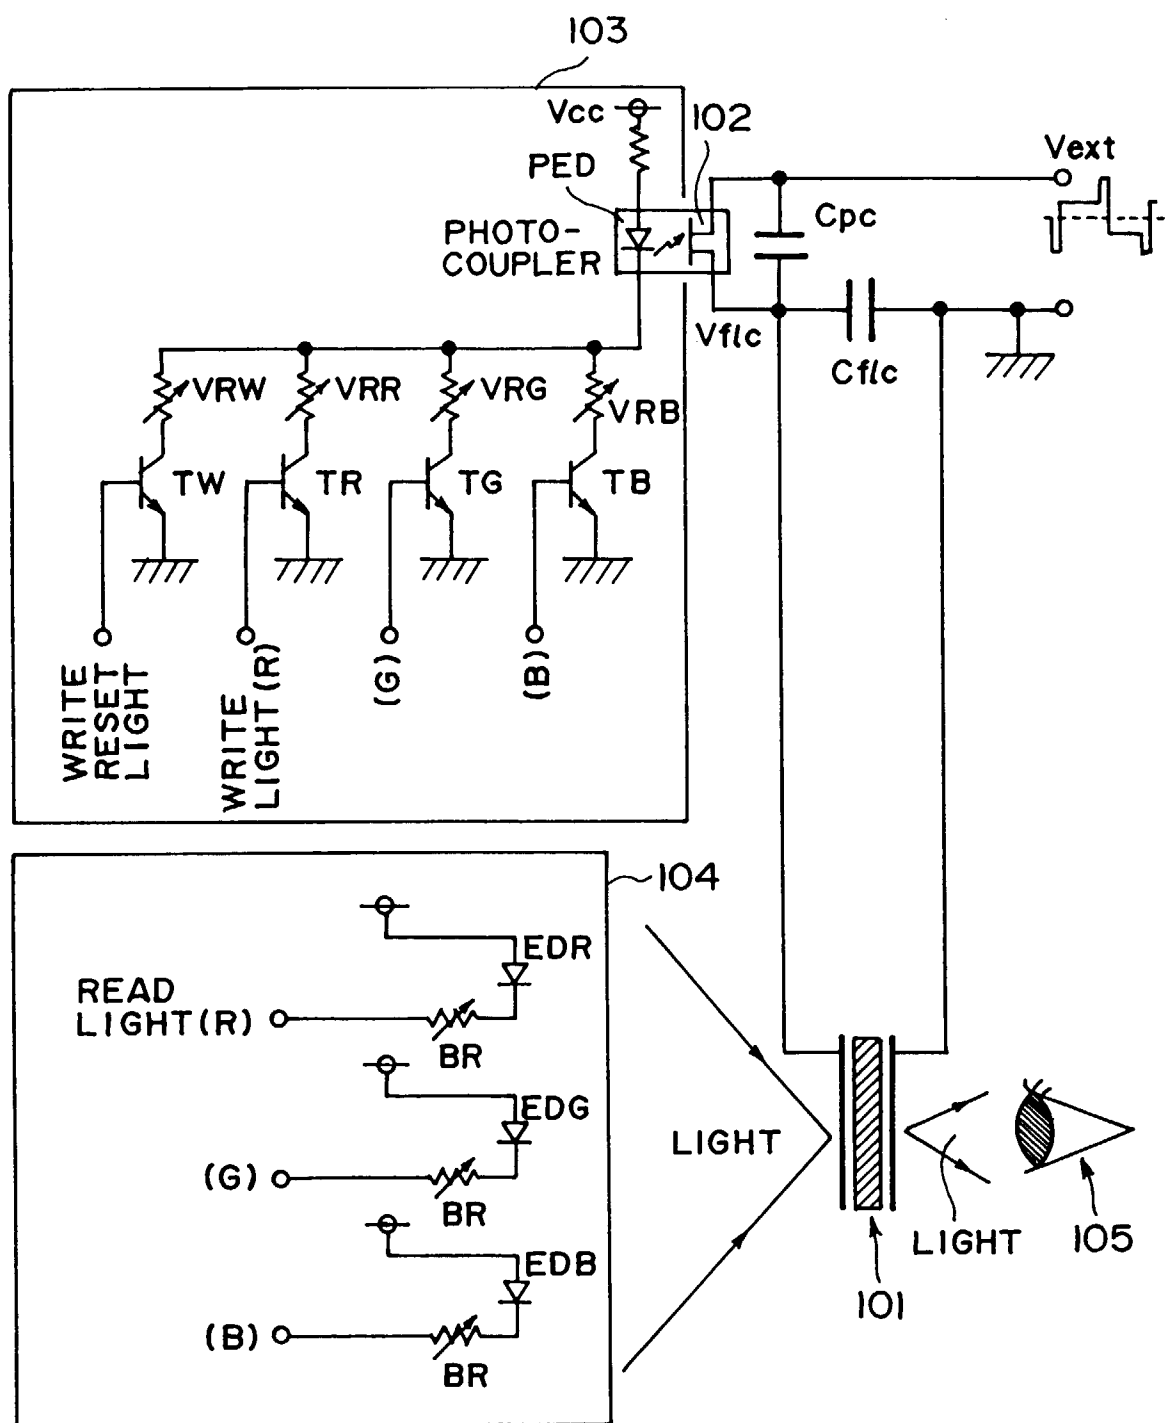 103
Vcc
102
PED
Vext
PHOTO-
COUPLER
Cpc
Vflc
Cflc
VRW
VRR
VRG
VRB
TW
TR
TG
TB
WRITE
RESET
LIGHT
WRITE
LIGHT(R)
(G)
(B)
104
EDR
READ
LIGHT(R)
BR
EDG
(G)
BR
EDB
(B)
BR
LIGHT
LIGHT
105
101